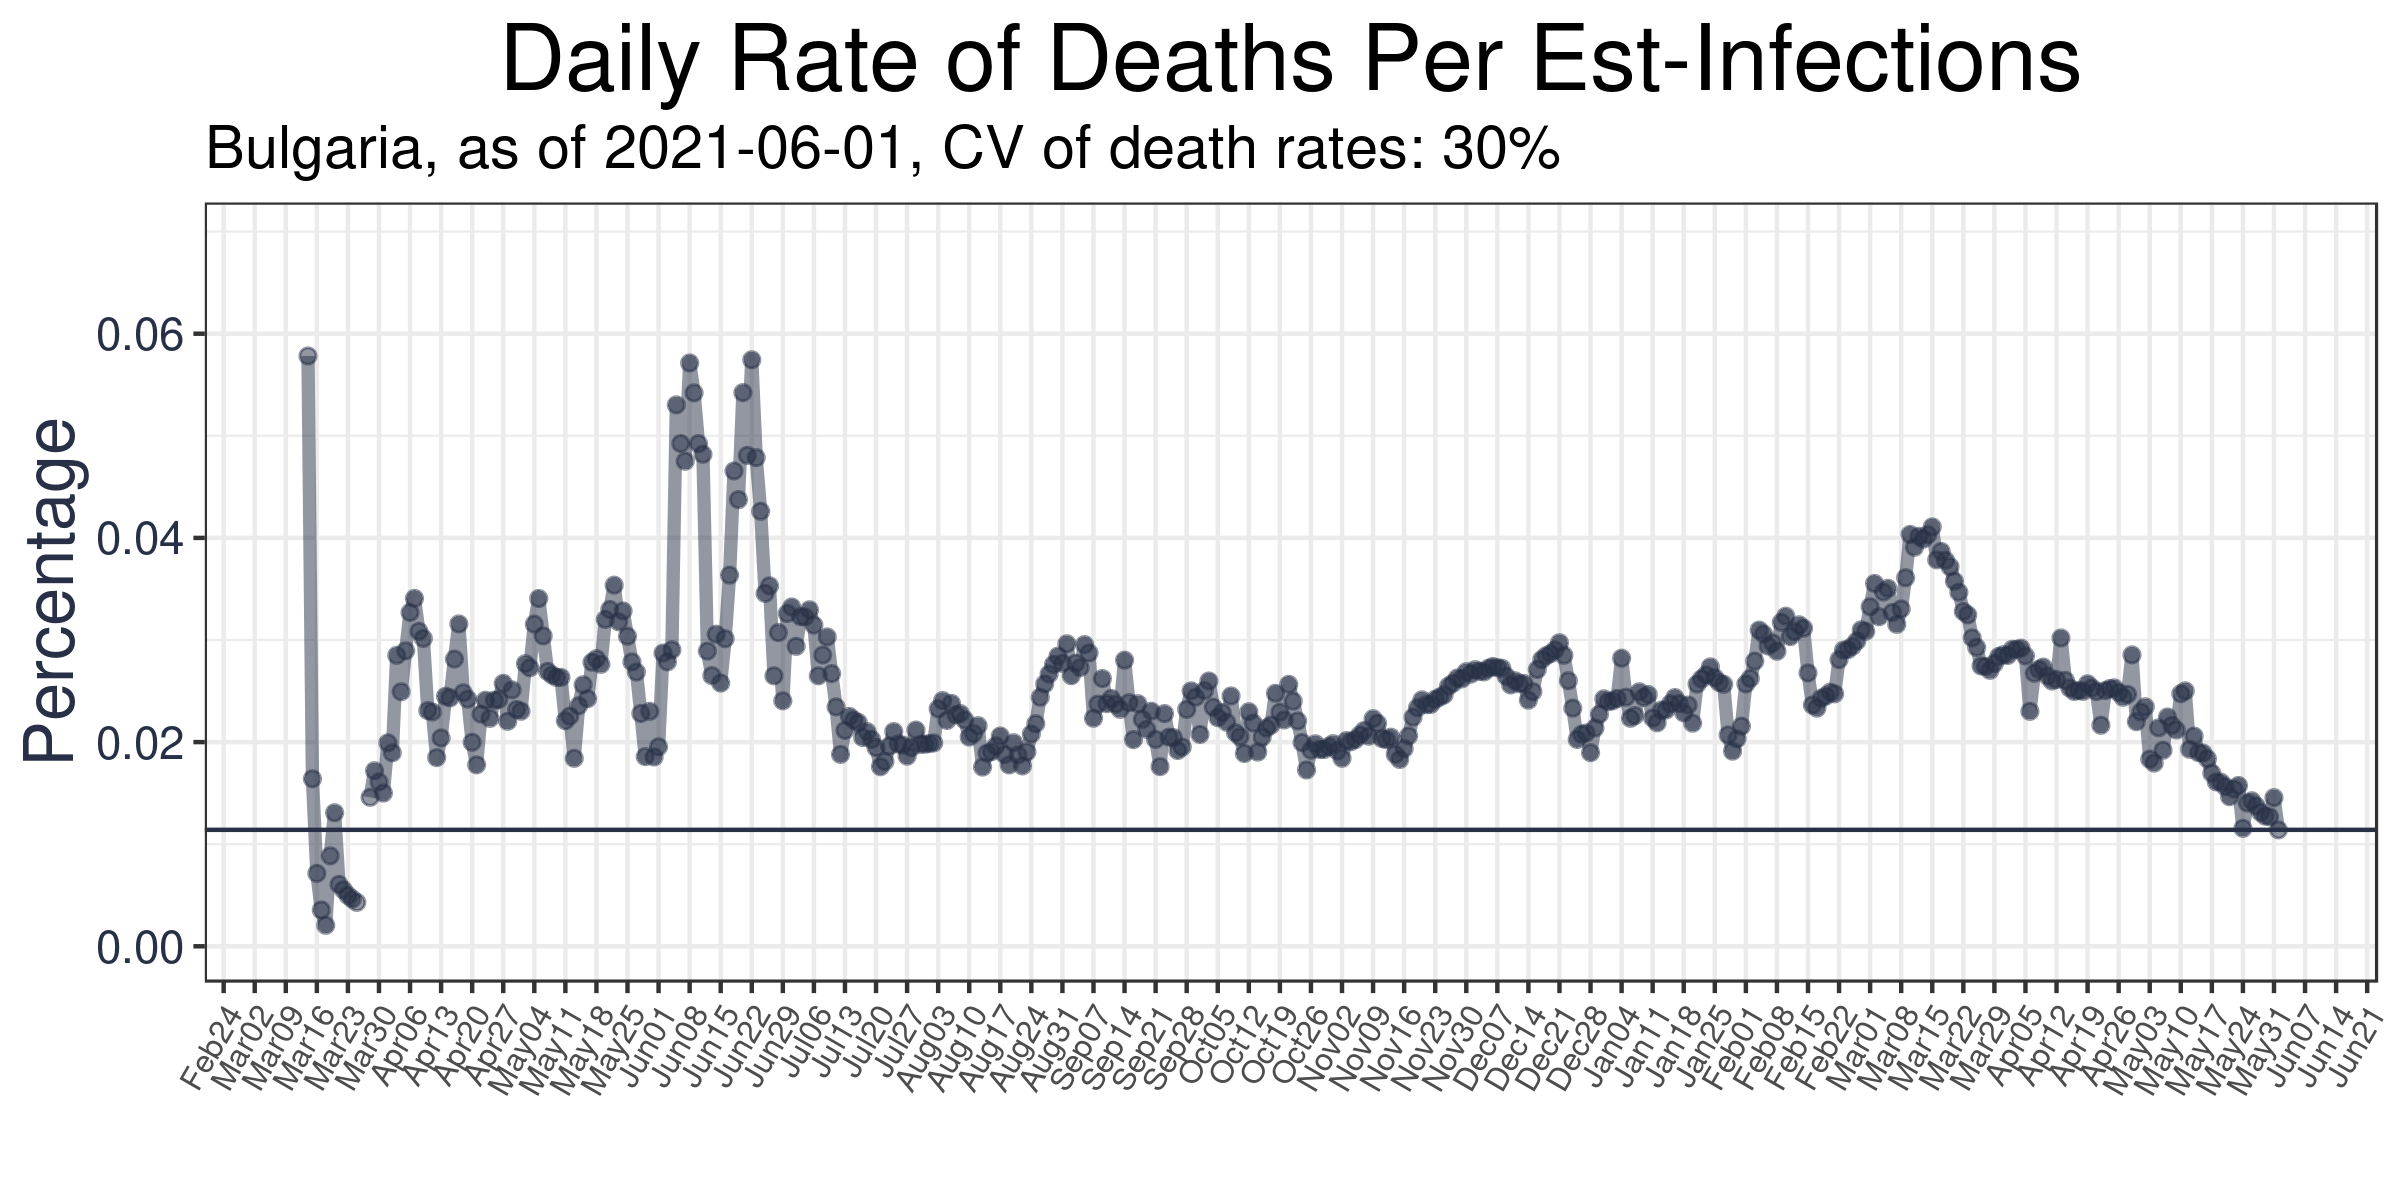 Daily Rate of Deaths Per Est-Infections
Bulgaria, as of 2021-06-01, CV of death rates: 30%
Percentage
0.06
0.04
0.02
0.00
Feb24 Mar02 Mar09 Mar16 Mar23 Mar30 Apr06 Apr13 Apr20 Apr27 May04 May11 May18 May25 Jun01 Jun08 Jun15 Jun22 Jun29 Jul06 Jul13 Jul20 Jul27 Aug03 Aug10 Aug17 Aug24 Aug31 Sep07 Sep14 Sep21 Sep28 Oct05 Oct12 Oct19 Oct26 Nov02 Nov09 Nov16 Nov23 Nov30 Dec07 Dec14 Dec21 Dec28 Jan04 Jan11 Jan18 Jan25 Feb01 Feb08 Feb15 Feb22 Mar01 Mar08 Mar15 Mar22 Mar29 Apr05 Apr12 Apr19 Apr26 May03 May10 May17 May24 May31 Jun07 Jun14 Jun21